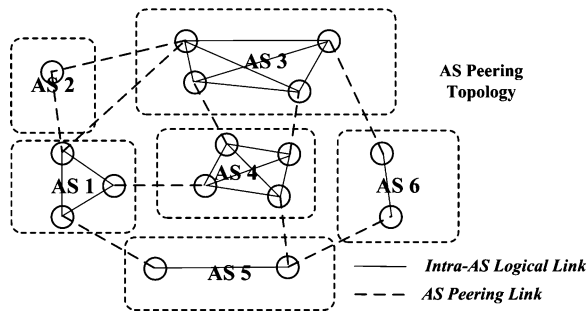 AS 3
AS Peering
Topology
AS 2
AS 1
AS 4
AS 6
AS 5
Intra-AS Logical Link
AS Peering Link